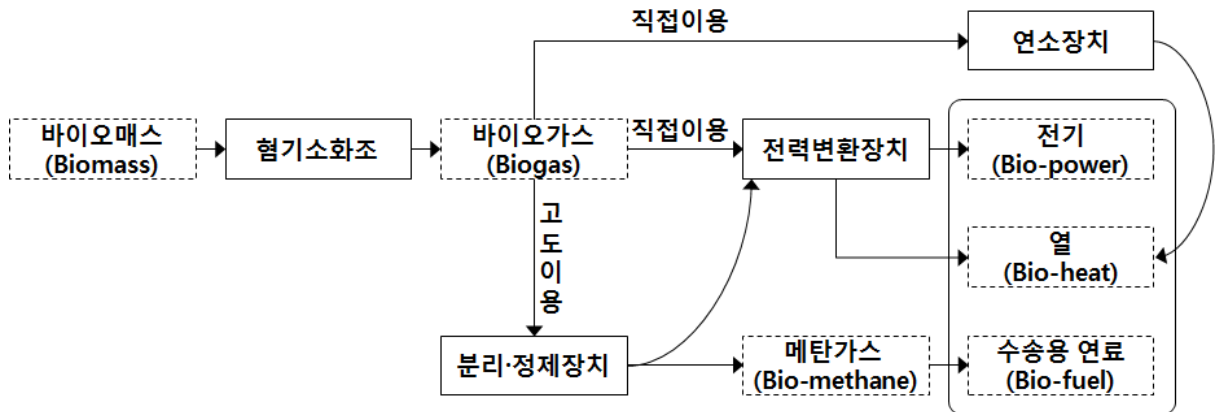 직접이용
연소장치
바이오매스
(Biomass)
혐기소화조
바이오가스
(Biogas)
직접이용
전력변환장치
전기
(Bio-power)
고
도
이
용
열
(Bio-heat)
분리·정제장치
메탄가스
(Bio-methane)
수송용 연료
(Bio-fuel)